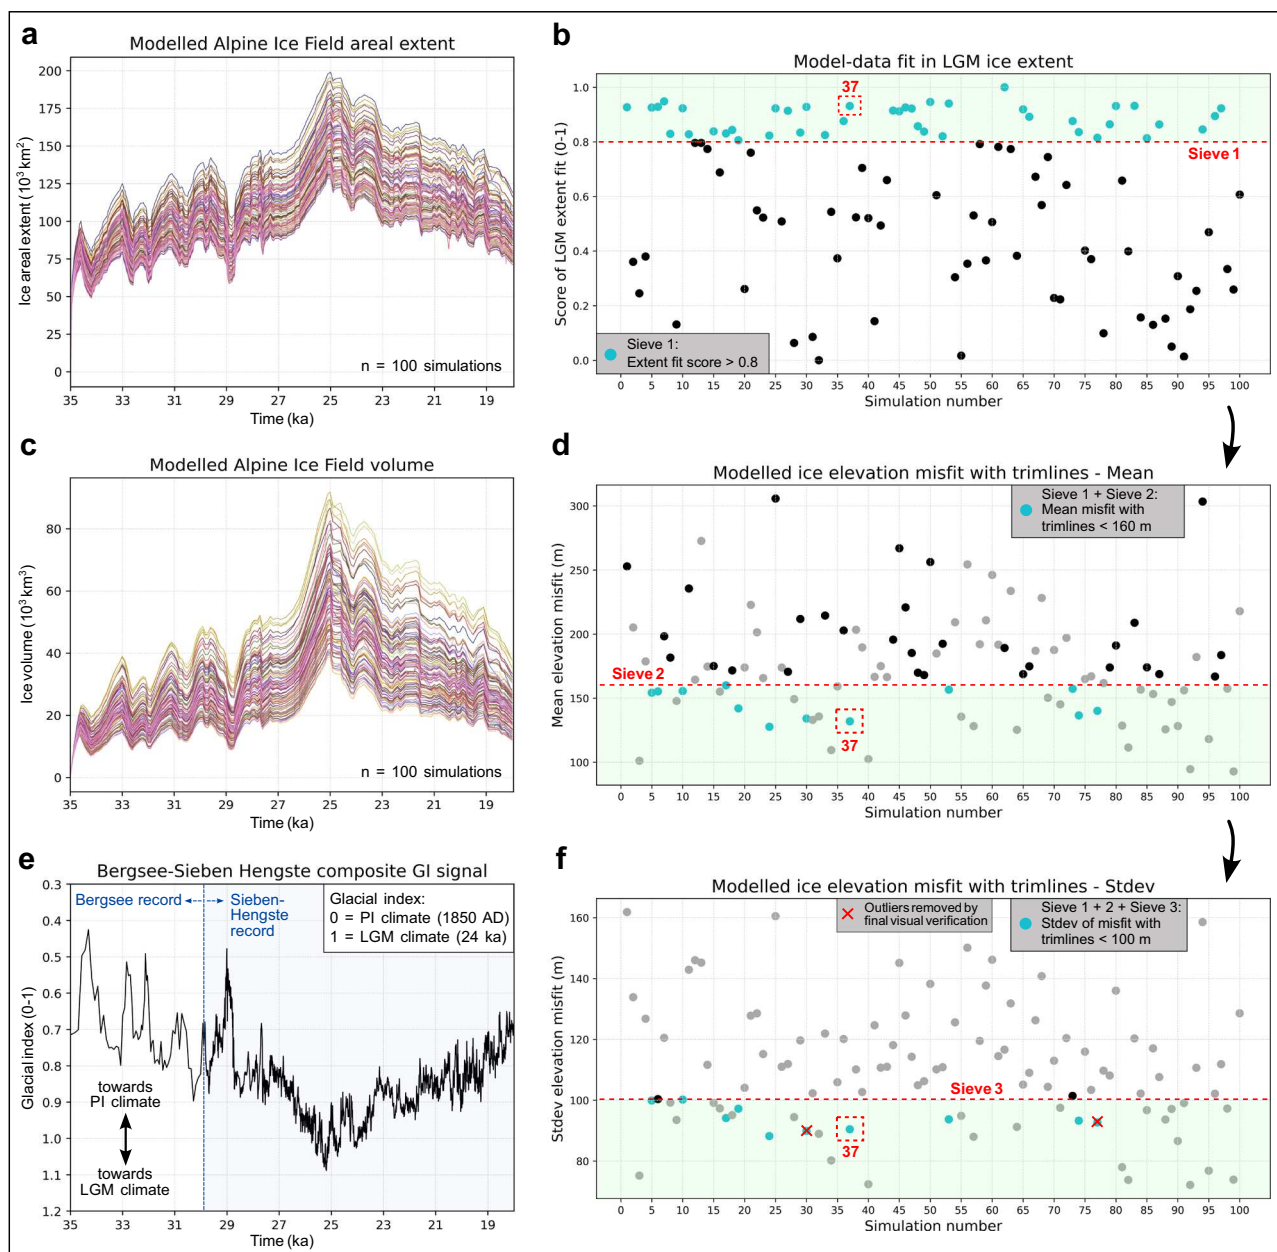 a
Modelled Alpine Ice Field areal extent
Ice areal extent (10³ km²)
200
175
150
125
100
75
50
25
0
n = 100 simulations
35 33 31 29 27 25 23 21 19
Time (ka)
b
Model-data fit in LGM ice extent
Score of LGM extent fit (0-1)
1.0
0.8
0.6
0.4
0.2
0.0
37
Sieve 1
Sieve 1:
Extent fit score > 0.8
0 5 10 15 20 25 30 35 40 45 50 55 60 65 70 75 80 85 90 95 100
Simulation number
c
Modelled Alpine Ice Field volume
Ice volume (10³ km³)
80
60
40
20
0
n = 100 simulations
35 33 31 29 27 25 23 21 19
Time (ka)
d
Modelled ice elevation misfit with trimlines - Mean
Mean elevation misfit (m)
300
250
200
150
100
Sieve 1 + Sieve 2:
Mean misfit with
trimlines < 160 m
Sieve 2
37
0 5 10 15 20 25 30 35 40 45 50 55 60 65 70 75 80 85 90 95 100
Simulation number
e
Bergsee-Sieben Hengste composite GI signal
Glacial index (0-1)
0.3
0.4
0.5
0.6
0.7
0.8
0.9
1.0
1.1
1.2
Bergsee record
Sieben-
Hengste
record
Glacial index:
0 = PI climate (1850 AD)
1 = LGM climate (24 ka)
towards
PI climate
towards
LGM climate
35 33 31 29 27 25 23 21 19
Time (ka)
f
Modelled ice elevation misfit with trimlines - Stdev
Stdev elevation misfit (m)
160
140
120
100
80
Outliers removed by
final visual verification
Sieve 1 + 2 + Sieve 3:
Stdev of misfit with
trimlines < 100 m
Sieve 3
37
0 5 10 15 20 25 30 35 40 45 50 55 60 65 70 75 80 85 90 95 100
Simulation number